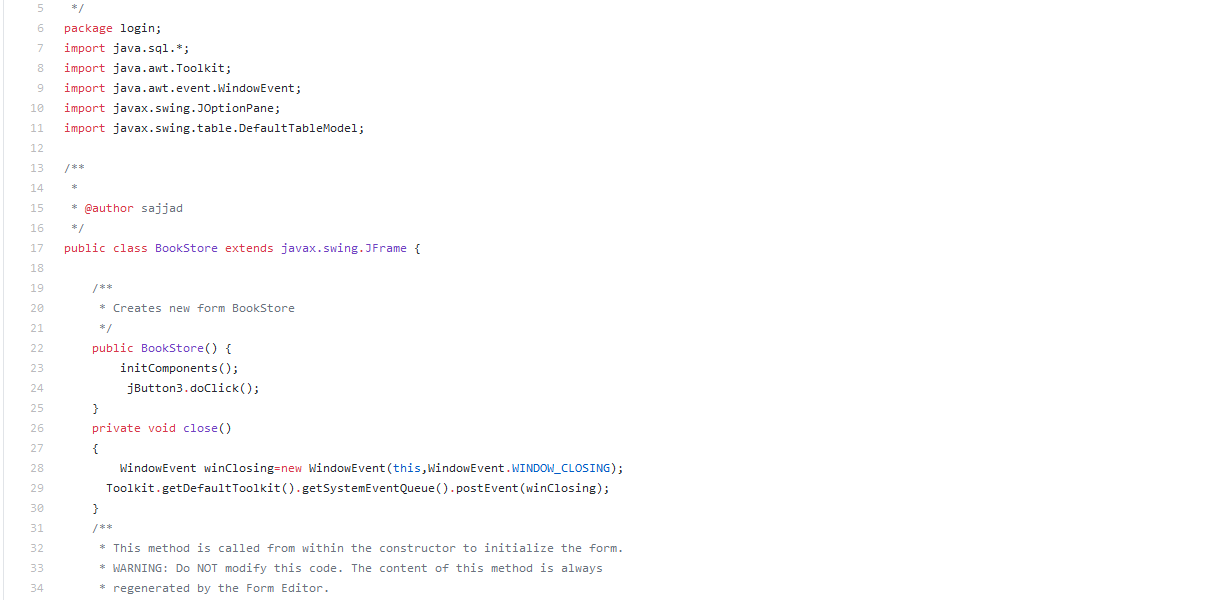 5 */
6 package login;
7 import java.sql.*;
8 import java.awt.Toolkit;
9 import java.awt.event.WindowEvent;
10 import javax.swing.JOptionPane;
11 import javax.swing.table.DefaultTableModel;
12
13 /**
14 *
15 * @author sajjad
16 */
17 public class BookStore extends javax.swing.JFrame {
18
19 /**
20 * Creates new form BookStore
21 */
22 public BookStore() {
23 initComponents();
24 jButton3.doClick();
25 }
26 private void close()
27 {
28 WindowEvent winClosing=new WindowEvent(this,WindowEvent.WINDOW_CLOSING);
29 Toolkit.getDefaultToolkit().getSystemEventQueue().postEvent(winClosing);
30 }
31 /**
32 * This method is called from within the constructor to initialize the form.
33 * WARNING: Do NOT modify this code. The content of this method is always
34 * regenerated by the Form Editor.